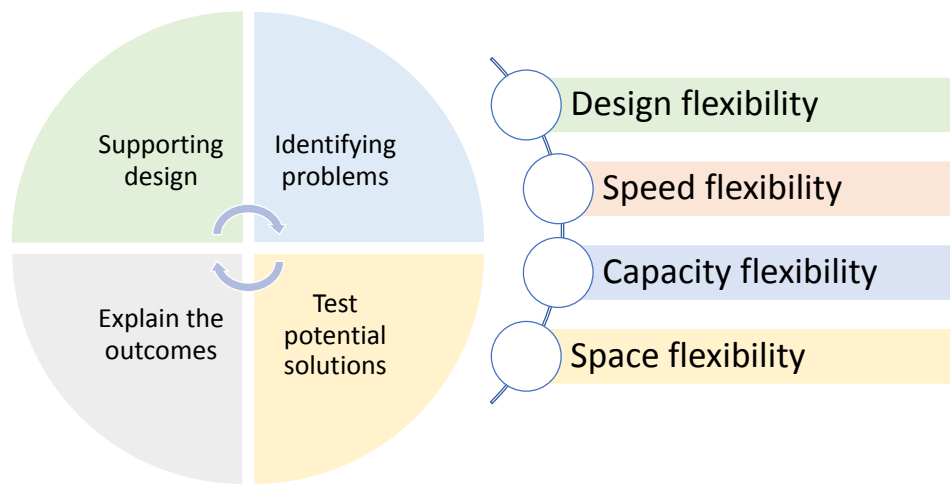 Supporting
design
Identifying
problems
Explain the
outcomes
Test
potential
solutions
Design flexibility
Speed flexibility
Capacity flexibility
Space flexibility